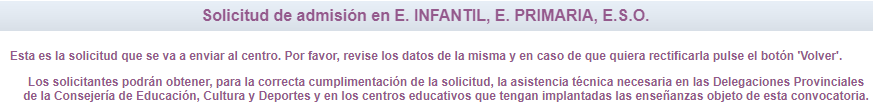 Solicitud de admisión en E. INFANTIL, E. PRIMARIA, E.S.O.
Esta es la solicitud que se va a enviar al centro. Por favor, revise los datos de la misma y en caso de que quiera rectificarla pulse el botón 'Volver'.
Los solicitantes podrán obtener, para la correcta cumplimentación de la solicitud, la asistencia técnica necesaria en las Delegaciones Provinciales
de la Consejería de Educación, Cultura y Deportes y en los centros educativos que tengan implantadas las enseñanzas objeto de esta convocatoria.